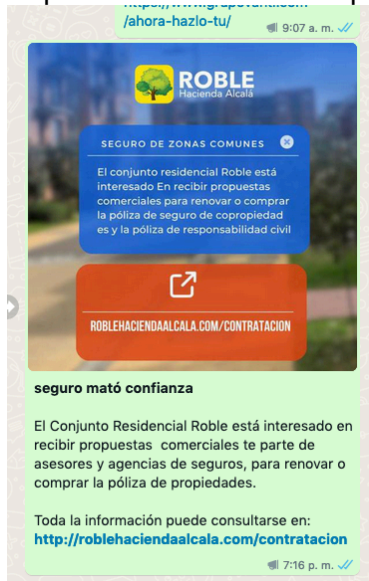 /ahora-hazlo-tu/
9:07 a. m.
ROBLE
Hacienda Alcalá
SEGURO DE ZONAS COMUNES
El conjunto residencial Roble está
interesado En recibir propuestas
comerciales para renovar o comprar
la póliza de seguro de copropiedad
es y la póliza de responsabilidad civil
ROBLEHACIENDAALCALA.COM/CONTRATACION
seguro mató confianza
El Conjunto Residencial Roble está interesado en
recibir propuestas comerciales te parte de
asesores y agencias de seguros, para renovar o
comprar la póliza de propiedades.
Toda la información puede consultarse en:
http://roblehaciendaalcala.com/contratacion
7:16 p. m.